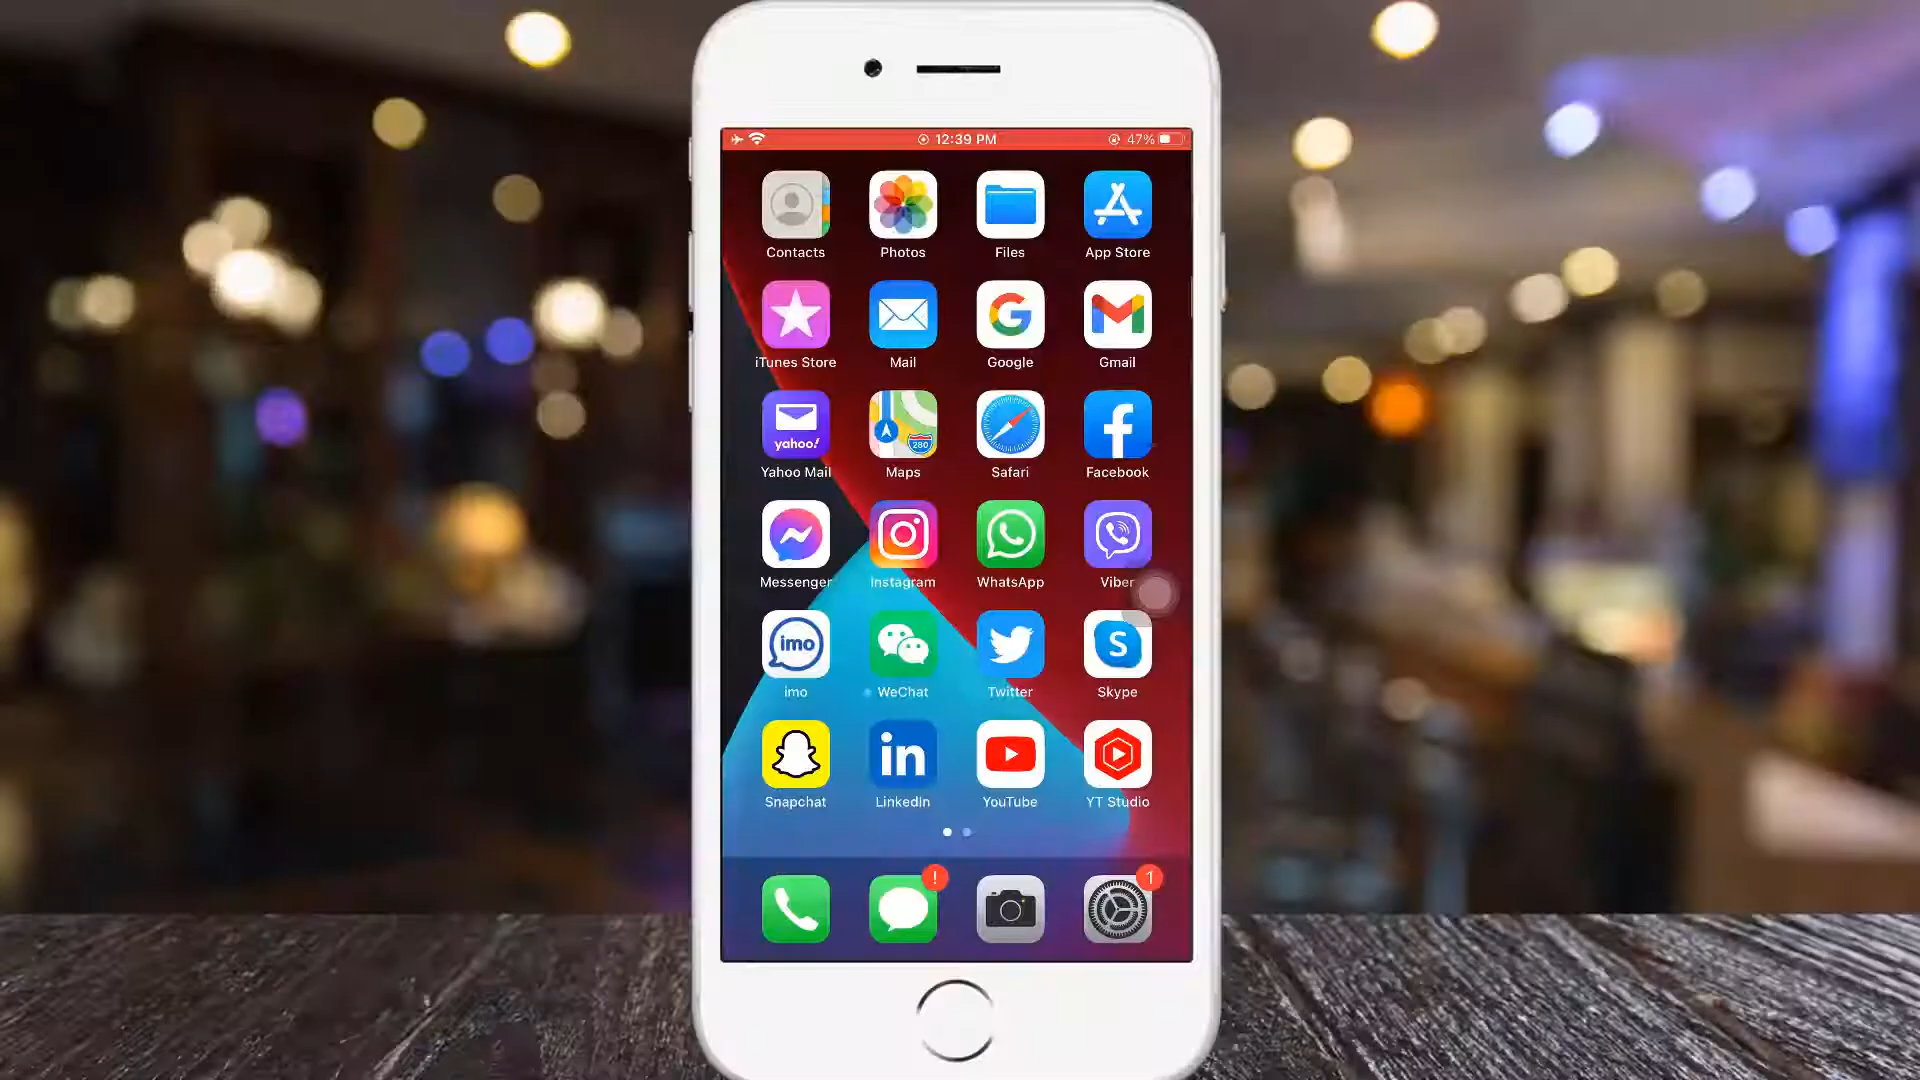 12:39 PM 47%
Contacts Photos Files App Store
iTunes Store Mail Google Gmail
280
yahoo!
Yahoo Mail Maps Safari Facebook
Messenger Instagram WhatsApp Viber
imo
S
imo WeChat Twitter Skype
in
Snapchat LinkedIn YouTube YT Studio
! 1